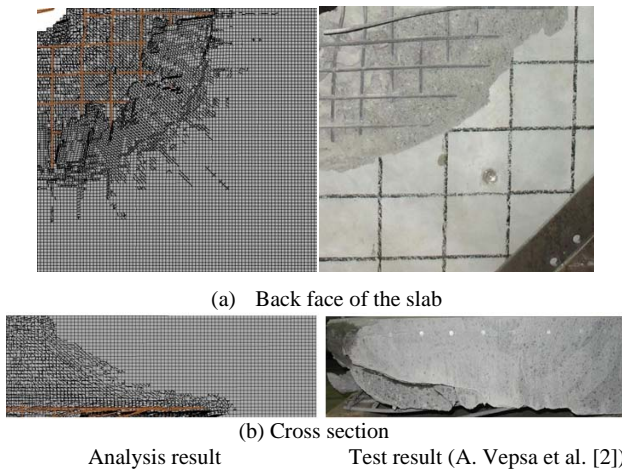 (a) Back face of the slab
(b) Cross section
Analysis result Test result (A. Vepsa et al. [2])